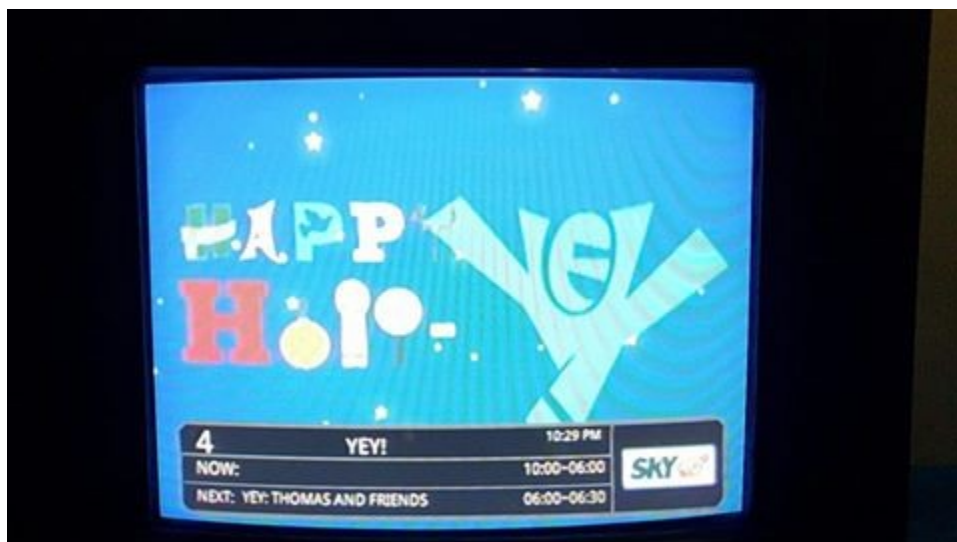 HAPPY
YEY
HOLI-
4 YEY! 10:29 PM
NOW: 10:00-06:00
NEXT: YEY: THOMAS AND FRIENDS 06:00-06:30
SKY